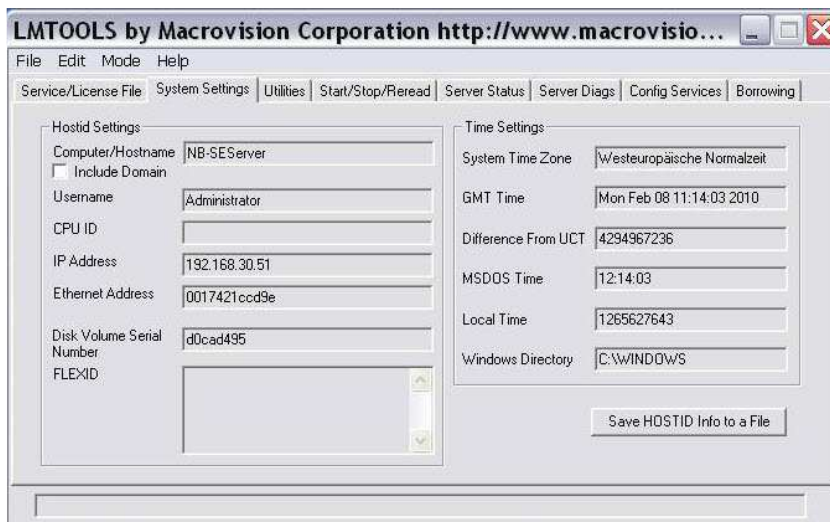 LMTOOLS by Macrovision Corporation http://www.macrovisio...
File Edit Mode Help
Service/License File System Settings Utilities Start/Stop/Reread Server Status Server Diags Config Services Borrowing
Hostid Settings
Computer/Hostname NB-SEServer
Include Domain
Username Administrator
CPU ID
IP Address 192.168.30.51
Ethernet Address 0017421ccd9e
Disk Volume Serial Number d0cad495
FLEXID
Time Settings
System Time Zone Westeuropäische Normalzeit
GMT Time Mon Feb 08 11:14:03 2010
Difference From UCT 4294967236
MSDOS Time 12:14:03
Local Time 1265627643
Windows Directory C:\WINDOWS
Save HOSTID Info to a File